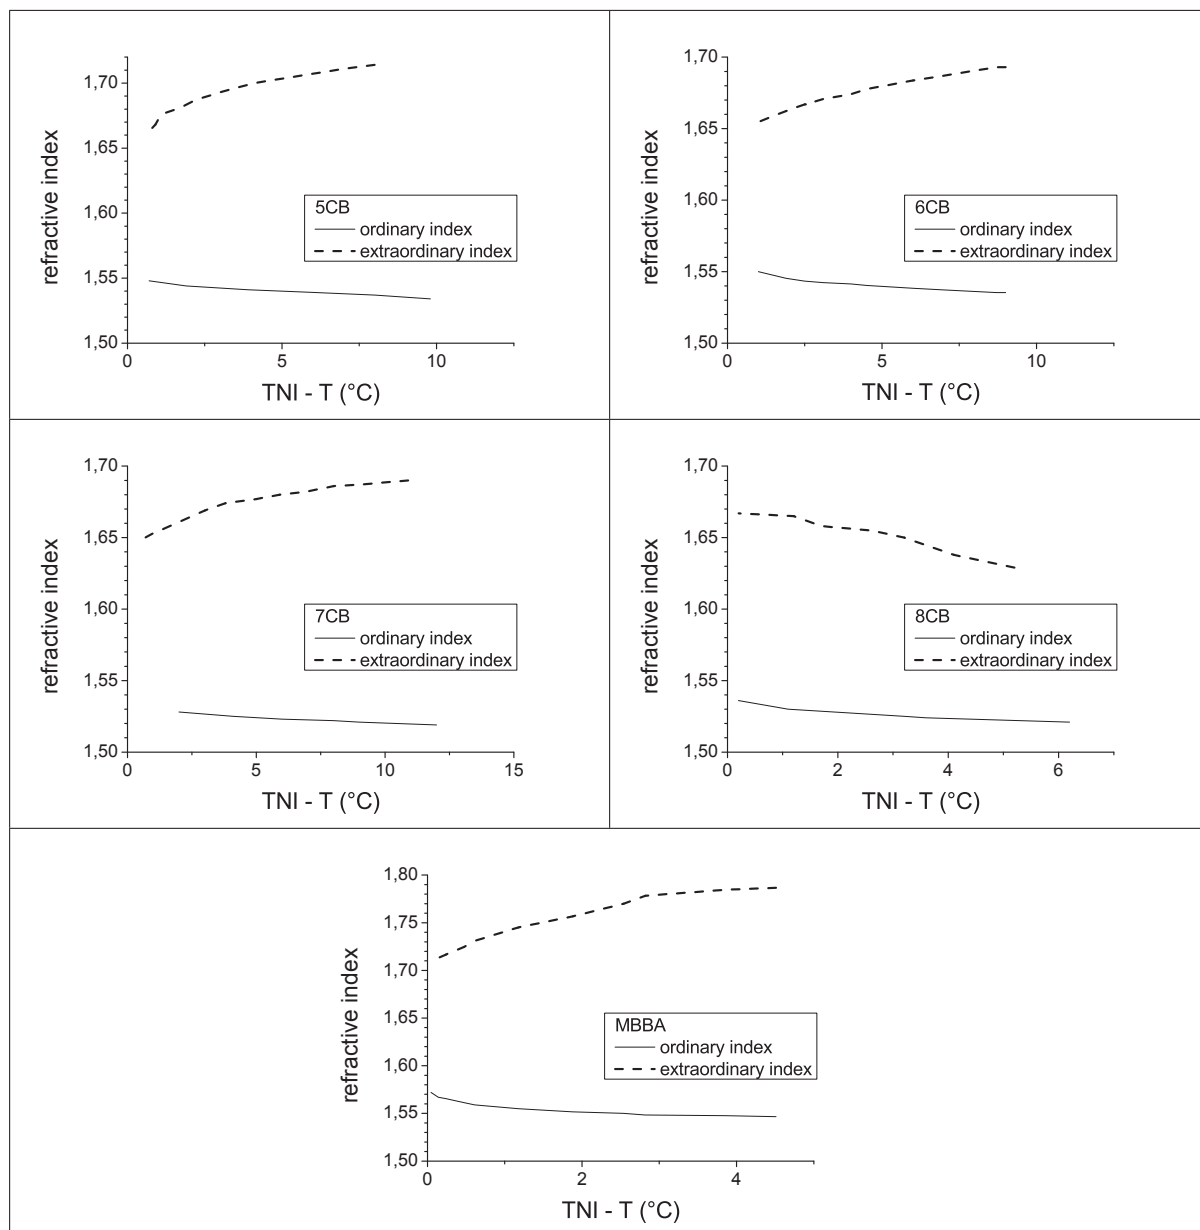 1,70
1,65
1,60
1,55
1,50
refractive index
5CB
ordinary index
extraordinary index
0
5
10
TNI - T (°C)
1,70
1,65
1,60
1,55
1,50
refractive index
6CB
ordinary index
extraordinary index
0
5
10
TNI - T (°C)
1,70
1,65
1,60
1,55
1,50
refractive index
7CB
ordinary index
extraordinary index
0
5
10
15
TNI - T (°C)
1,70
1,65
1,60
1,55
1,50
refractive index
8CB
ordinary index
extraordinary index
0
2
4
6
TNI - T (°C)
1,80
1,75
1,70
1,65
1,60
1,55
1,50
refractive index
MBBA
ordinary index
extraordinary index
0
2
4
TNI - T (°C)